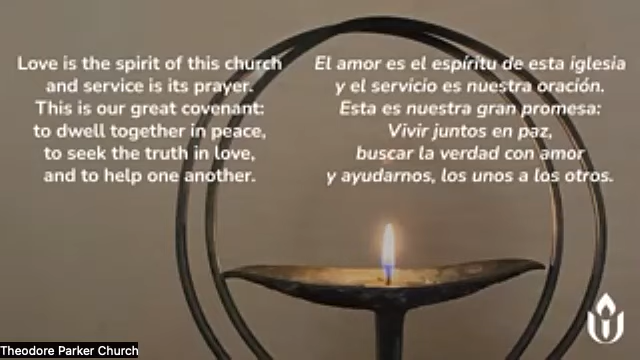 Love is the spirit of this church
and service is its prayer.
This is our great covenant:
to dwell together in peace,
to seek the truth in love,
and to help one another.
El amor es el espíritu de esta iglesia
y el servicio es nuestra oración.
Esta es nuestra gran promesa:
Vivir juntos en paz,
buscar la verdad con amor
y ayudarnos, los unos a los otros.
Theodore Parker Church